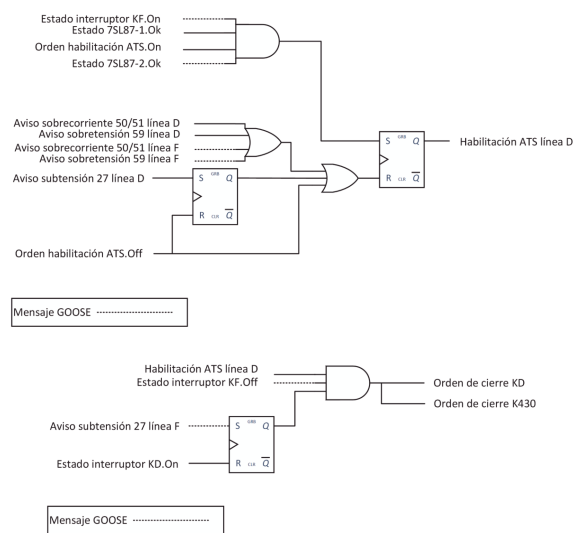 Estado interruptor KF.On
Estado 7SL87-1.Ok
Orden habilitación ATS.On
Estado 7SL87-2.Ok
Aviso sobrecorriente 50/51 línea D
Aviso sobretensión 59 línea D
Aviso sobrecorriente 50/51 línea F
Aviso sobretensión 59 línea F
S GRB Q
Habilitación ATS línea D
R CLR Q
Aviso subtensión 27 línea D
S GRB Q
R CLR Q
Orden habilitación ATS.Off
Mensaje GOOSE
Habilitación ATS línea D
Estado interruptor KF.Off
Orden de cierre KD
Orden de cierre K430
Aviso subtensión 27 línea F
S GRB Q
Estado interruptor KD.On
R CLR Q
Mensaje GOOSE